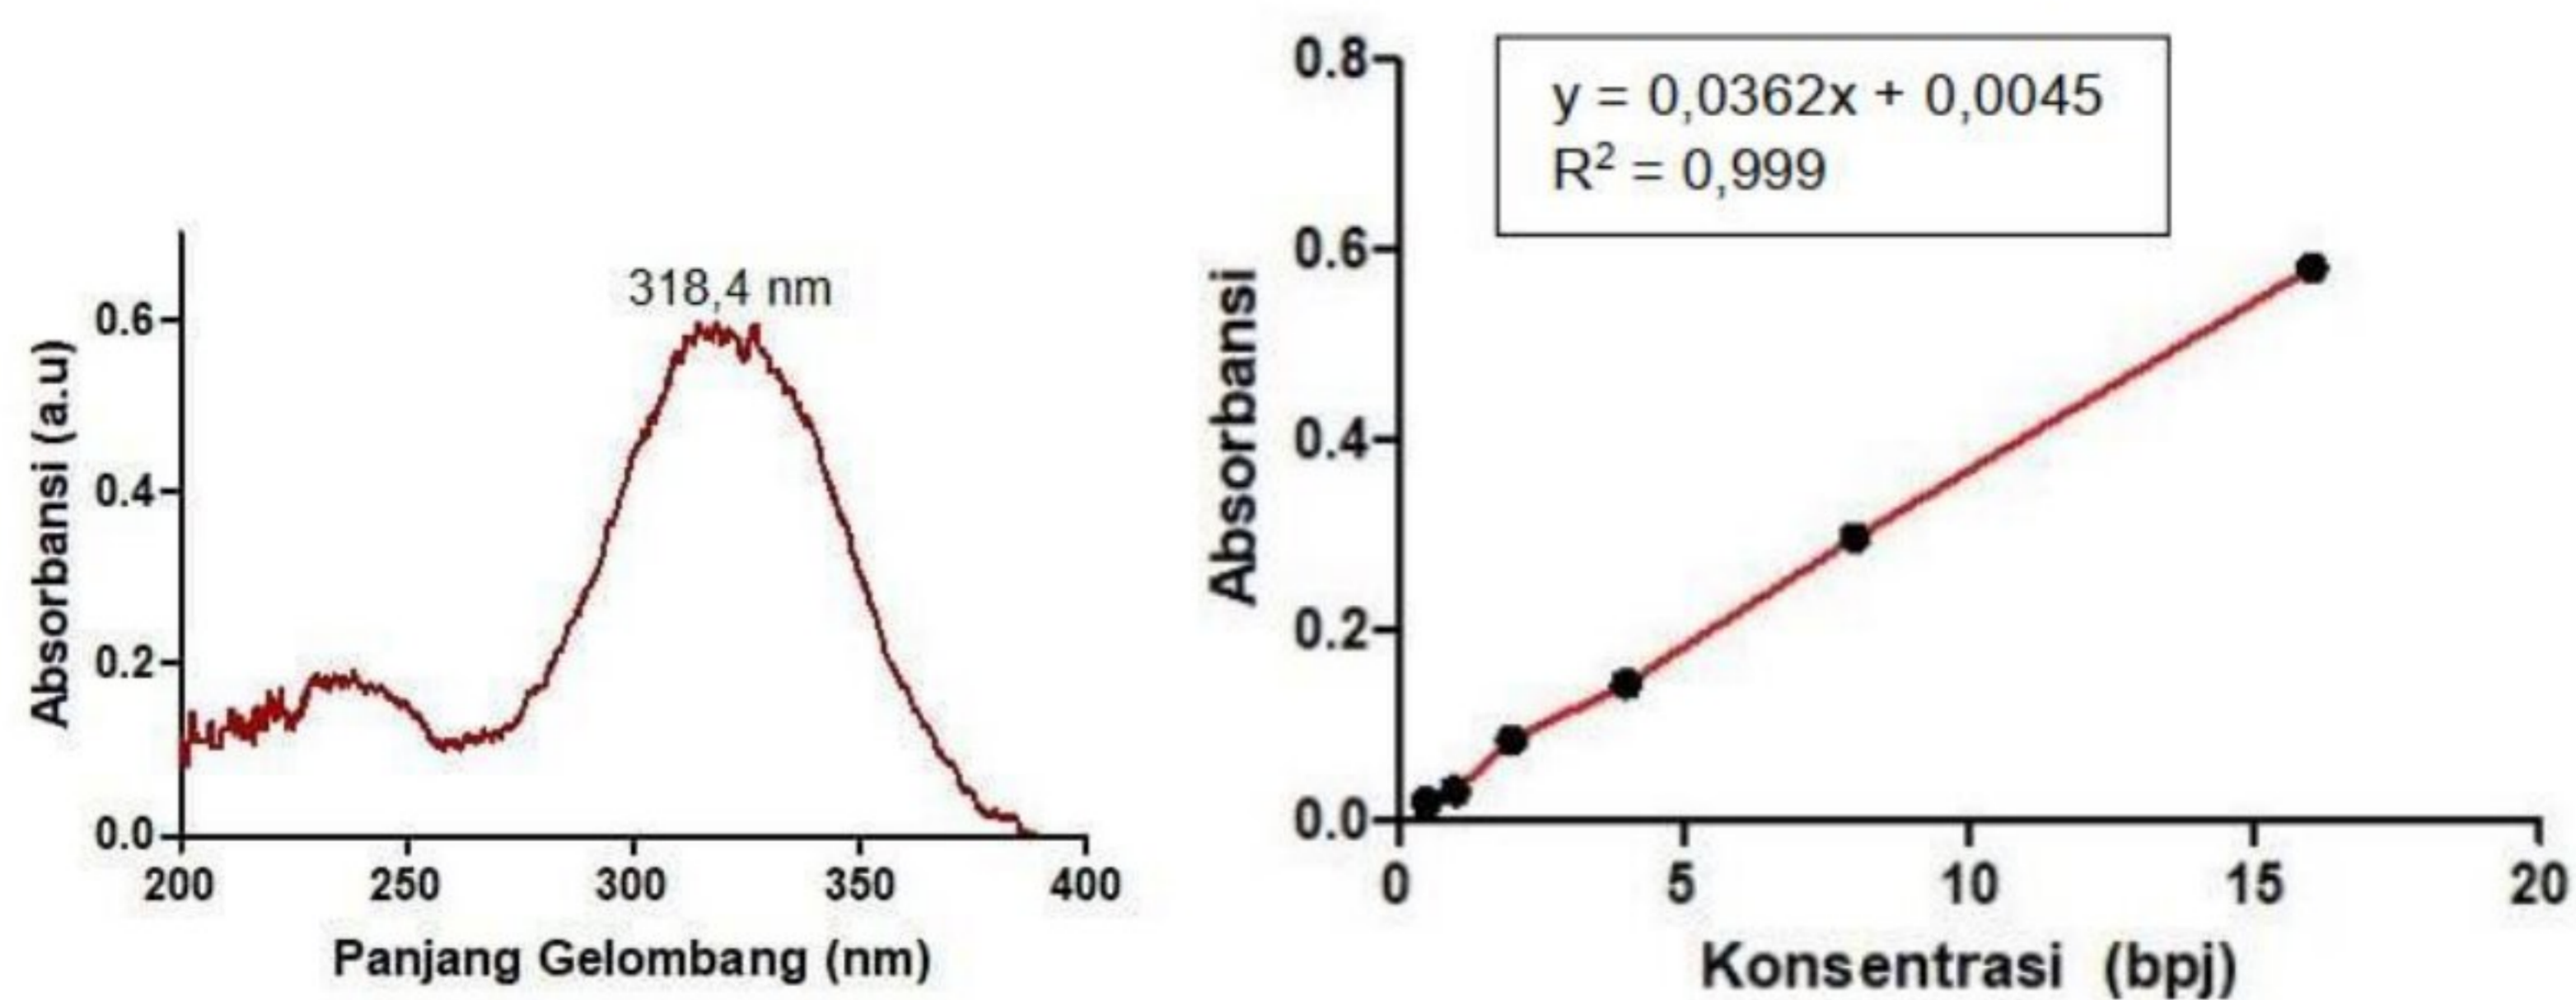 318,4 nm
0.6
0.4
0.2
0.0
200 250 300 350 400
Absorbansi (a.u)
Panjang Gelombang (nm)
y = 0,0362x + 0,0045
R² = 0,999
0.8
0.6
0.4
0.2
0.0
0 5 10 15 20
Absorbansi
Konsentrasi (bpj)